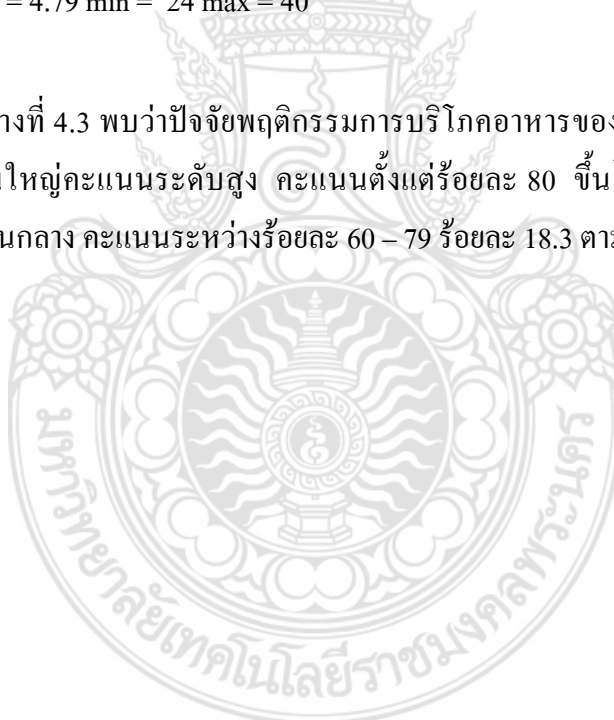 = 4.79 min = 24 max = 40
างที่ 4.3 พบว่าปัจจัยพฤติกรรมการบริโภคอาหารของ
นใหญ่คะแนนระดับสูง คะแนนตั้งแต่ร้อยละ 80 ขึ้น
นกลาง คะแนนระหว่างร้อยละ 60 – 79 ร้อยละ 18.3 ตาม
มหาวิทยาลัยเทคโนโลยีราชมงคลพระนคร